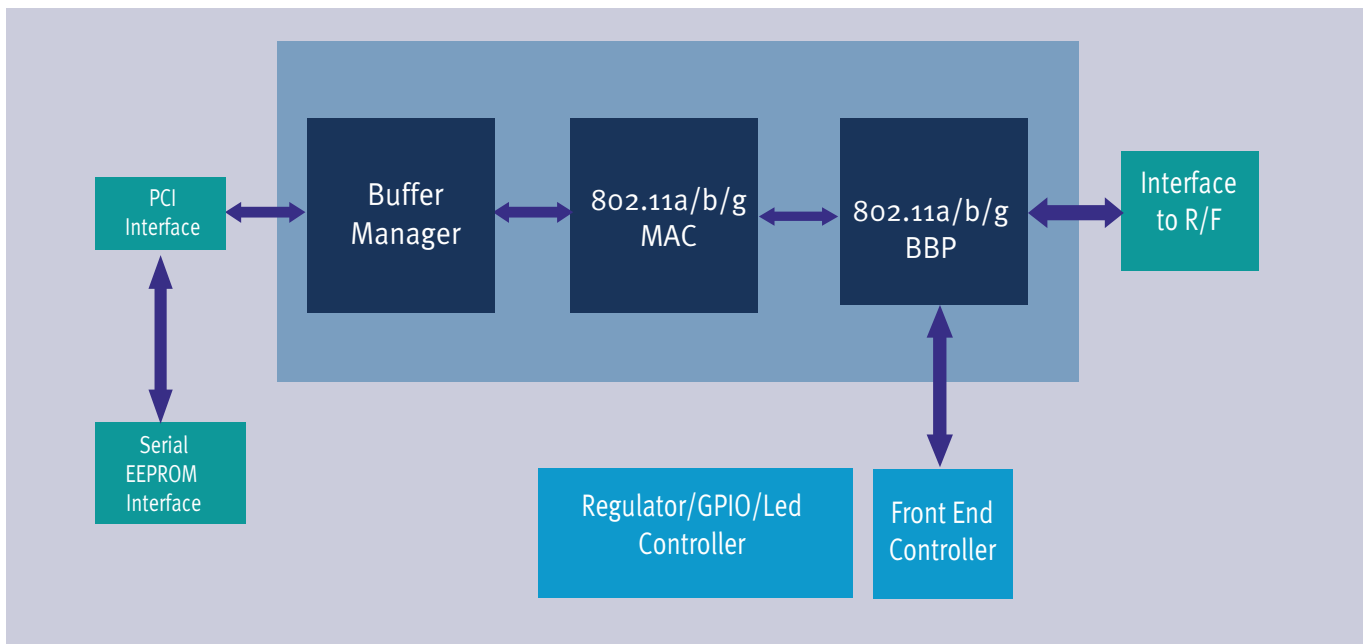 PCI
Interface
Buffer
Manager
802.11a/b/g
MAC
802.11a/b/g
BBP
Interface
to R/F
Serial
EEPROM
Interface
Regulator/GPIO/Led
Controller
Front End
Controller